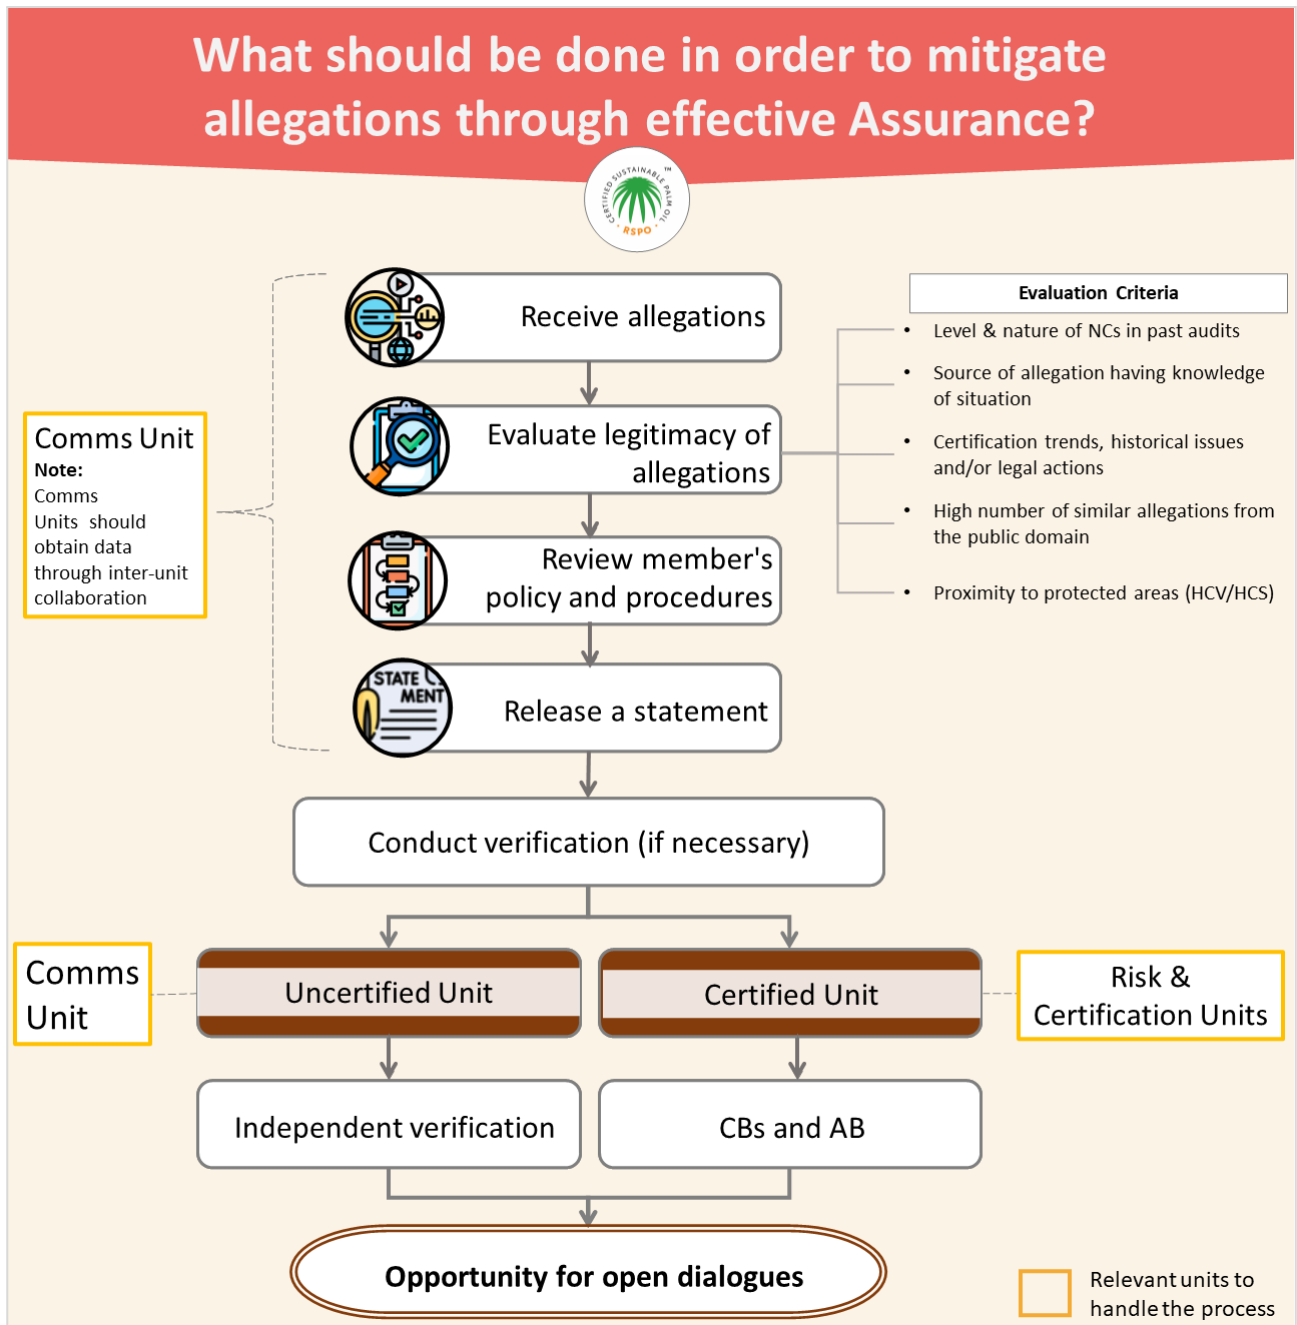 What should be done in order to mitigate
allegations through effective Assurance?
CERTIFIED SUSTAINABLE PALM OIL ™
RSPO
Receive allegations
Evaluate legitimacy of
allegations
Review member's
policy and procedures
STATE
MENT
Release a statement
Evaluation Criteria
• Level & nature of NCs in past audits
• Source of allegation having knowledge
of situation
• Certification trends, historical issues
and/or legal actions
• High number of similar allegations from
the public domain
• Proximity to protected areas (HCV/HCS)
Comms Unit
Note:
Comms
Units should
obtain data
through inter-unit
collaboration
Conduct verification (if necessary)
Comms
Unit
Uncertified Unit
Certified Unit
Risk &
Certification Units
Independent verification
CBs and AB
Opportunity for open dialogues
Relevant units to
handle the process